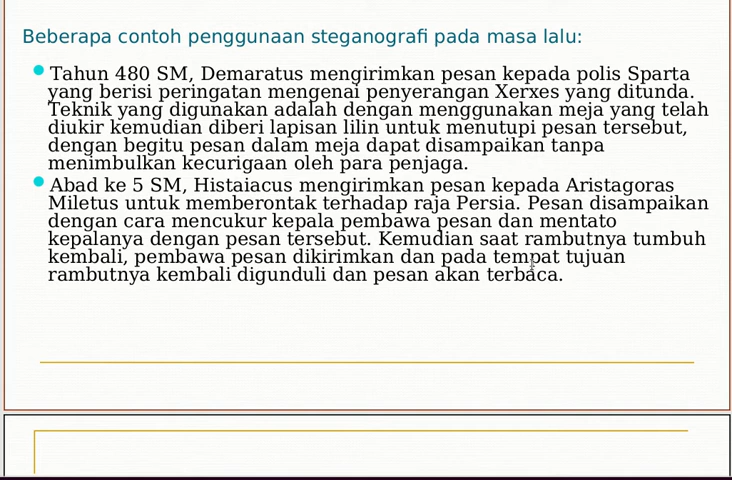 Beberapa contoh penggunaan steganografi pada masa lalu:
Tahun 480 SM, Demaratus mengirimkan pesan kepada polis Sparta
yang berisi peringatan mengenai penyerangan Xerxes yang ditunda.
Teknik yang digunakan adalah dengan menggunakan meja yang telah
diukir kemudian diberi lapisan lilin untuk menutupi pesan tersebut,
dengan begitu pesan dalam meja dapat disampaikan tanpa
menimbulkan kecurigaan oleh para penjaga.
Abad ke 5 SM, Histaiacus mengirimkan pesan kepada Aristagoras
Miletus untuk memberontak terhadap raja Persia. Pesan disampaikan
dengan cara mencukur kepala pembawa pesan dan mentato
kepalanya dengan pesan tersebut. Kemudian saat rambutnya tumbuh
kembali, pembawa pesan dikirimkan dan pada tempat tujuan
rambutnya kembali digunduli dan pesan akan terbaca.